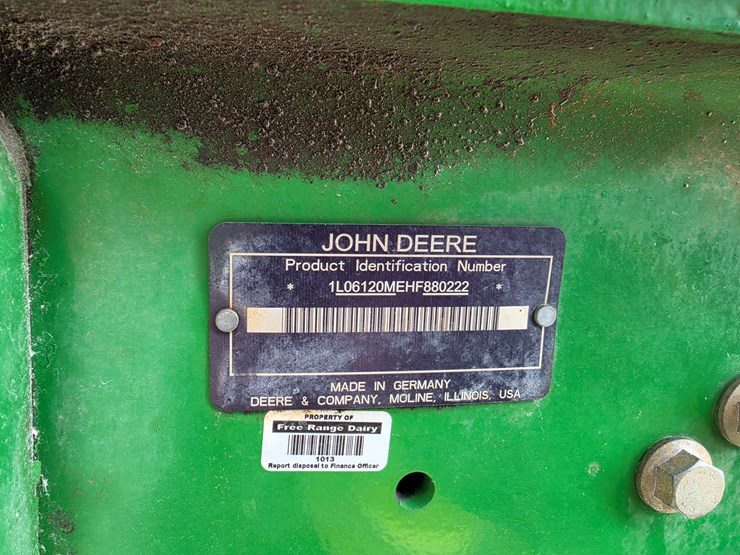 JOHN DEERE
Product Identification Number
* 1L06120MEHF880222 *
MADE IN GERMANY
DEERE & COMPANY, MOLINE, ILLINOIS, USA
PROPERTY OF
Free Range Dairy
1013
Report disposal to Finance Officer